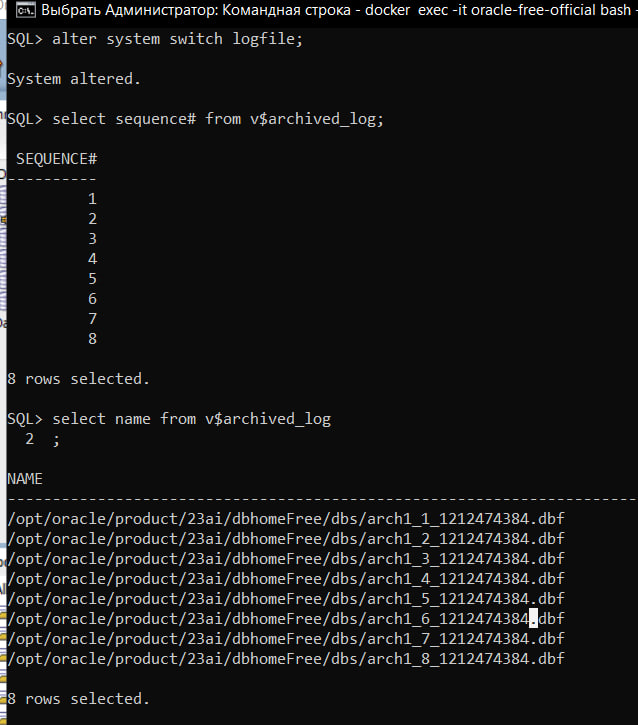 Выбрать Администратор: Командная строка - docker exec -it oracle-free-official bash -
SQL> alter system switch logfile;
System altered.
SQL> select sequence# from v$archived_log;
SEQUENCE#
----------
1
2
3
4
5
6
7
8
8 rows selected.
SQL> select name from v$archived_log
2 ;
NAME
--------------------------------------------------------------------------------
/opt/oracle/product/23ai/dbhomeFree/dbs/arch1_1_1212474384.dbf
/opt/oracle/product/23ai/dbhomeFree/dbs/arch1_2_1212474384.dbf
/opt/oracle/product/23ai/dbhomeFree/dbs/arch1_3_1212474384.dbf
/opt/oracle/product/23ai/dbhomeFree/dbs/arch1_4_1212474384.dbf
/opt/oracle/product/23ai/dbhomeFree/dbs/arch1_5_1212474384.dbf
/opt/oracle/product/23ai/dbhomeFree/dbs/arch1_6_1212474384.dbf
/opt/oracle/product/23ai/dbhomeFree/dbs/arch1_7_1212474384.dbf
/opt/oracle/product/23ai/dbhomeFree/dbs/arch1_8_1212474384.dbf
8 rows selected.